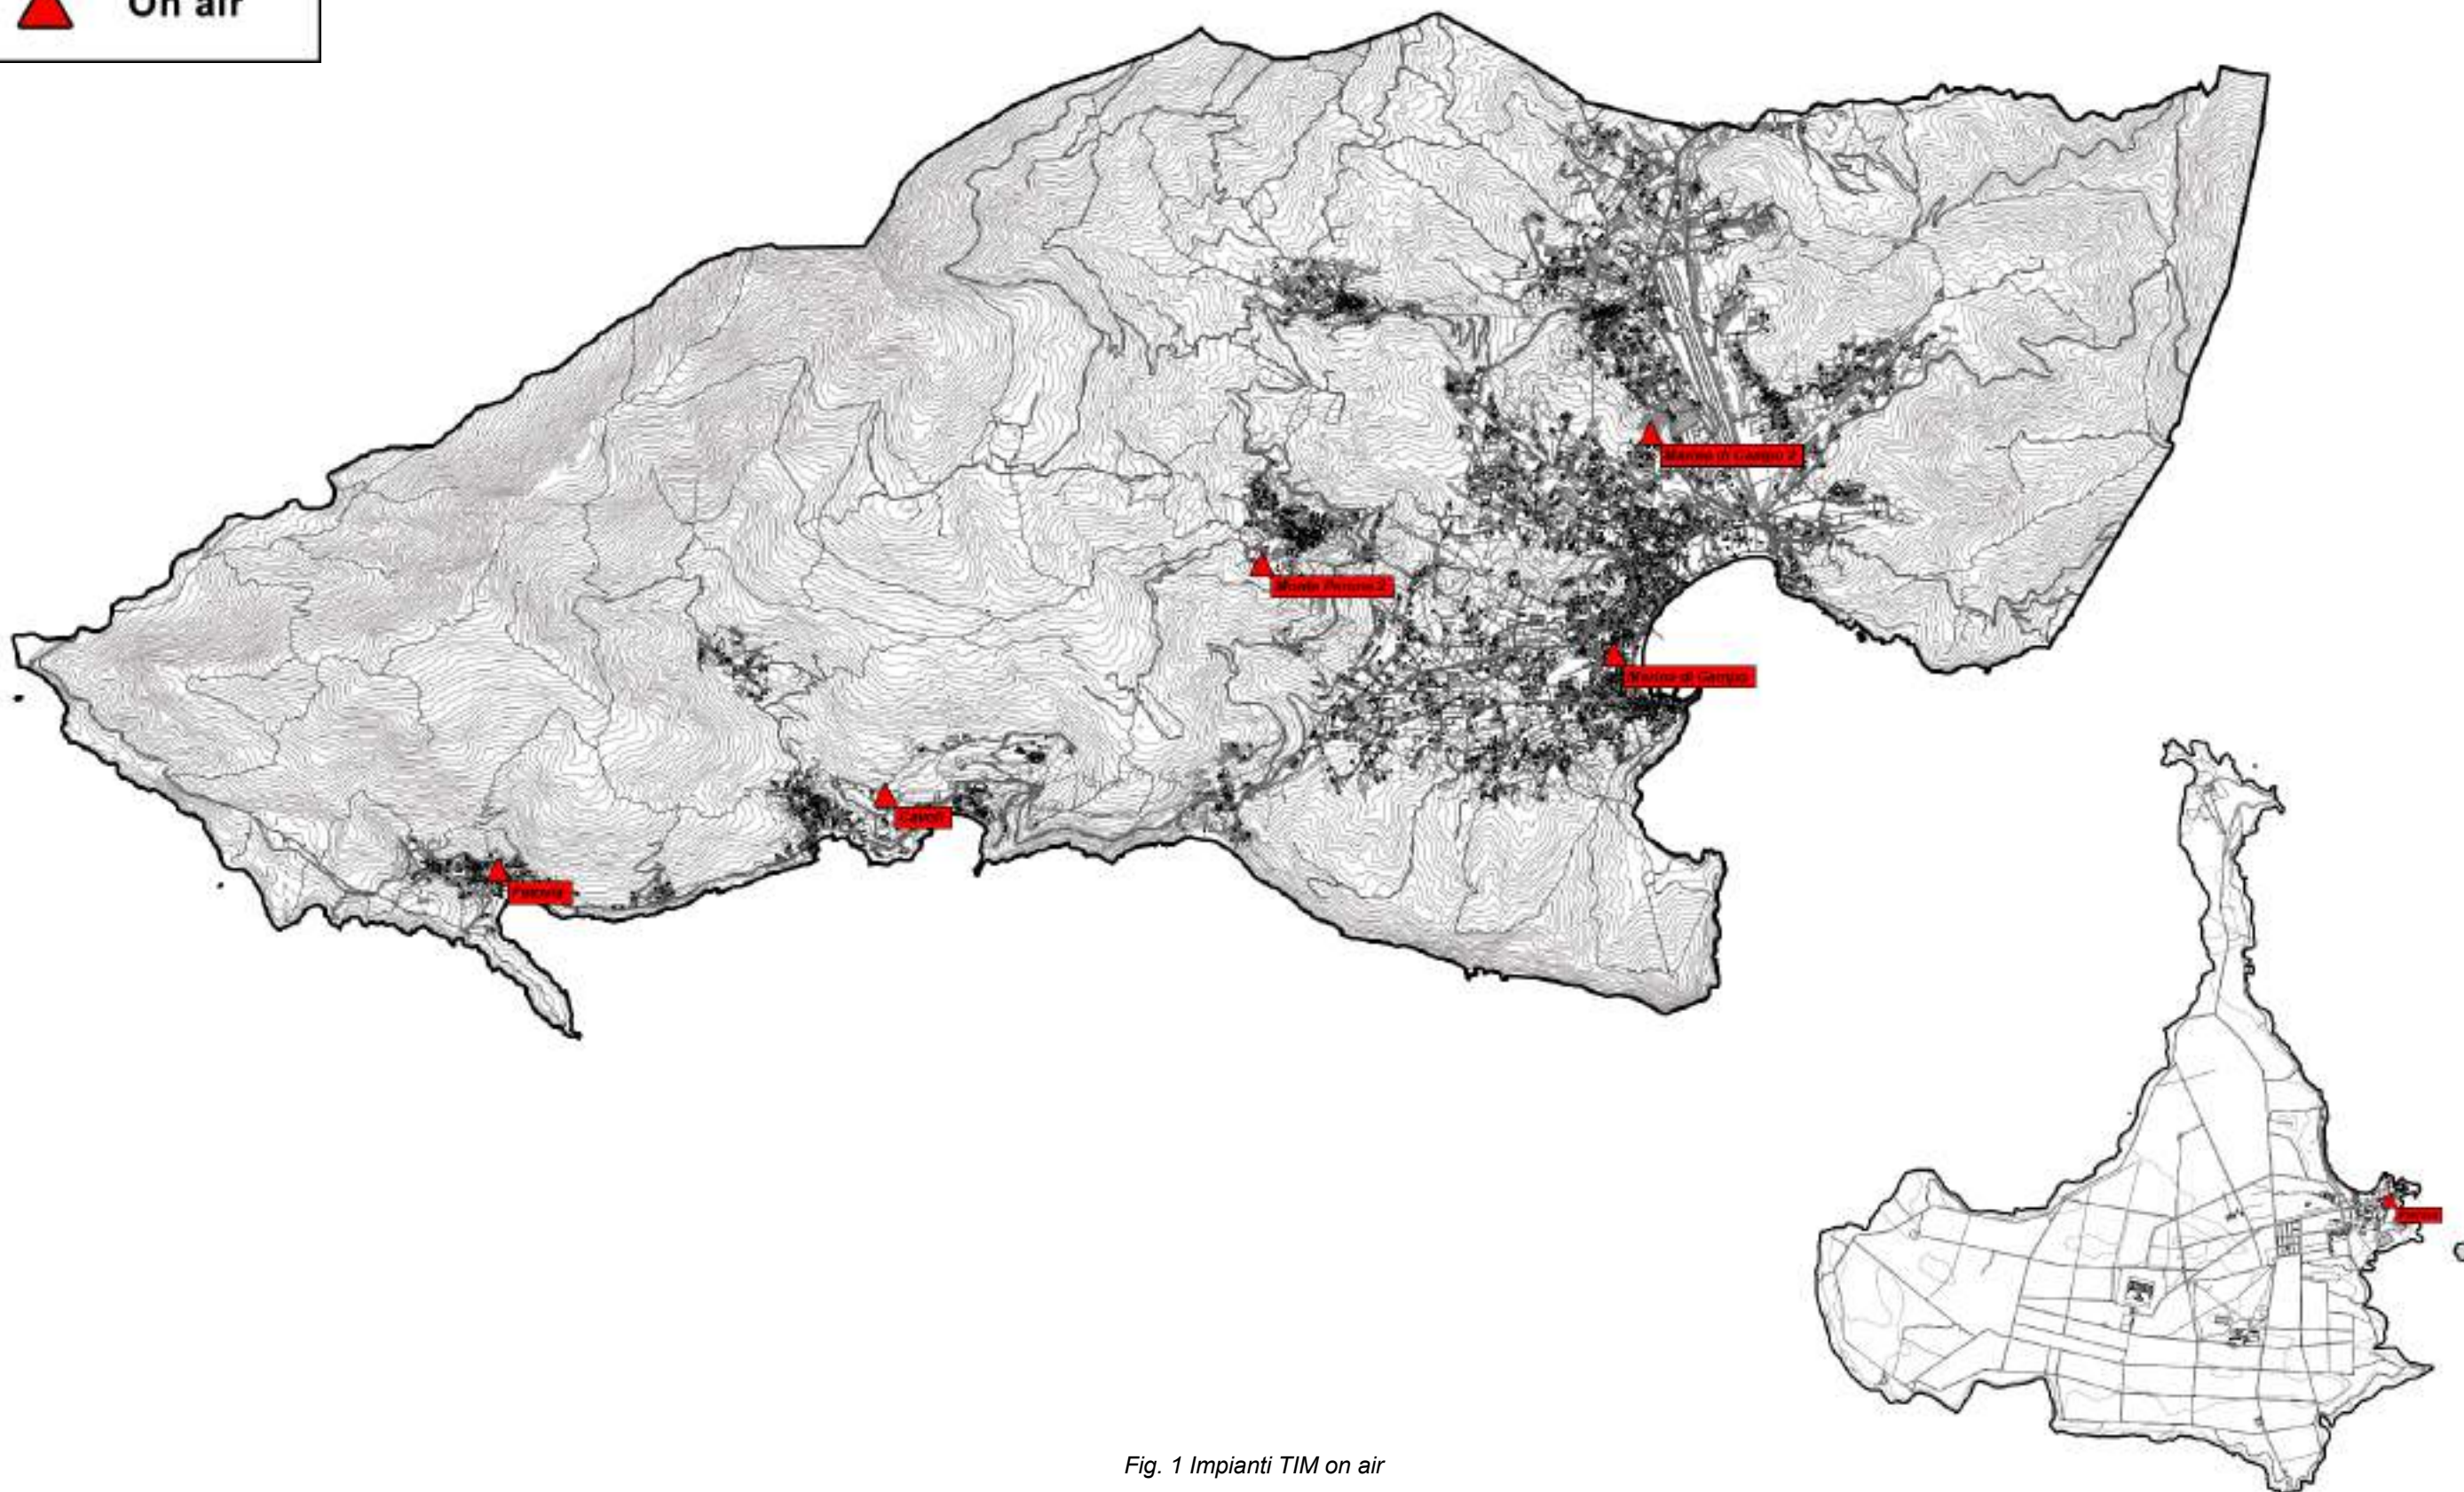 On air
Marina di Campo 2
Monte Perone 2
Marina di Campo
Cavoli
Fetovaia
Fig. 1 Impianti TIM on air